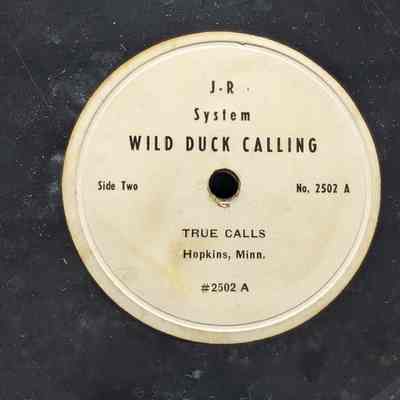 J-R
System
WILD DUCK CALLING
Side Two No. 2502 A
TRUE CALLS
Hopkins, Minn.
#2502 A